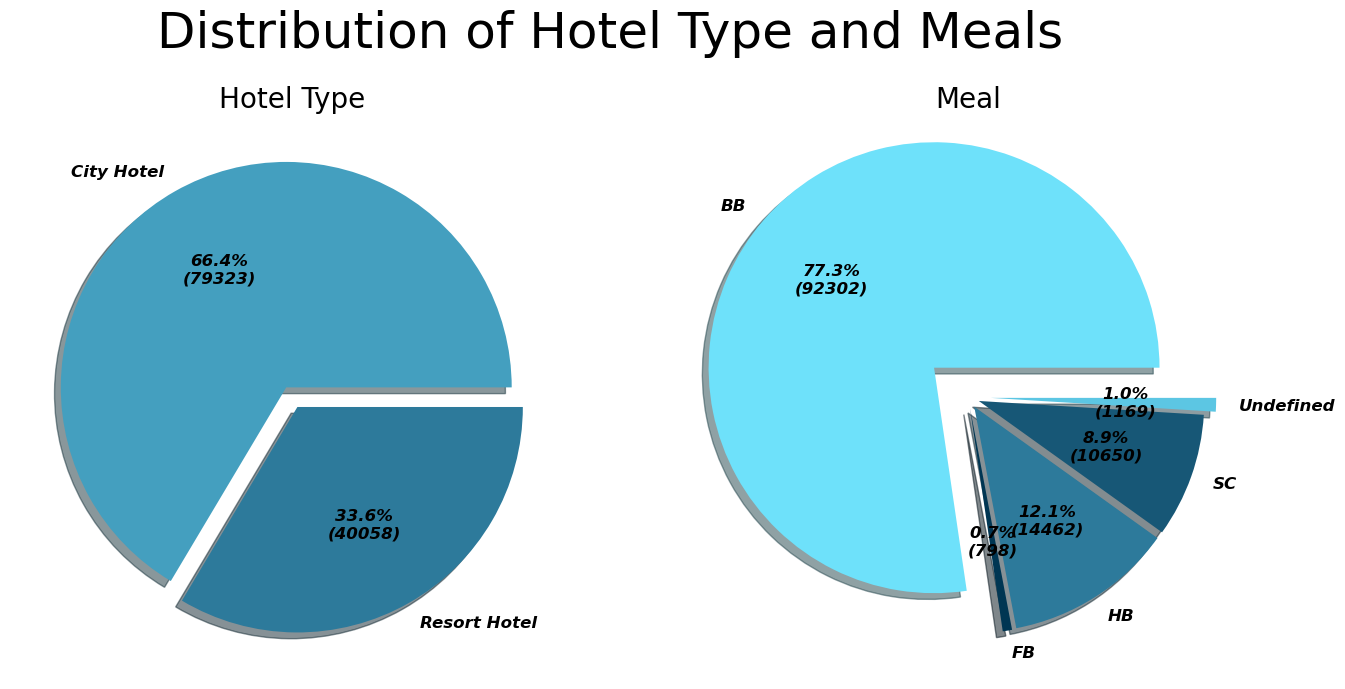 Distribution of Hotel Type and Meals
Hotel Type
City Hotel
66.4%
(79323)
33.6%
(40058)
Resort Hotel
Meal
BB
77.3%
(92302)
1.0%
(1169)
Undefined
8.9%
(10650)
SC
12.1%
(14462)
HB
0.7%
(798)
FB